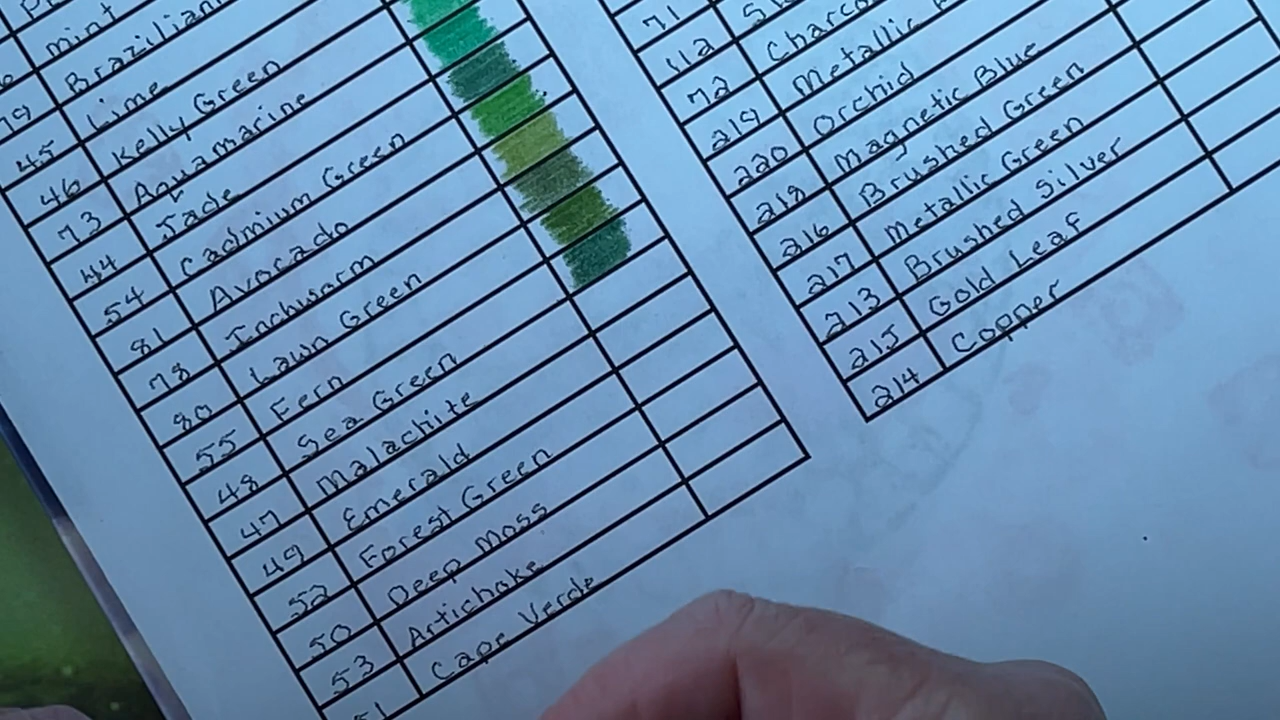 mint
79 Brazilian
45 Lime
46 Kelly Green
73 Aquamarine
44 Jade
54 Cadmium Green
81 Avocado
78 Inchworm
80 Lawn Green
55 Fern
48 Sea Green
47 Malachite
49 Emerald
52 Forest Green
50 Deep Moss
53 Artichoke
51 Cape Verde
71
112
72 Charco
219 Metallic
220 Orchid
218 Magnetic Blue
216 Brushed Green
217 Metallic Green
213 Brushed Silver
215 Gold Leaf
214 Copper